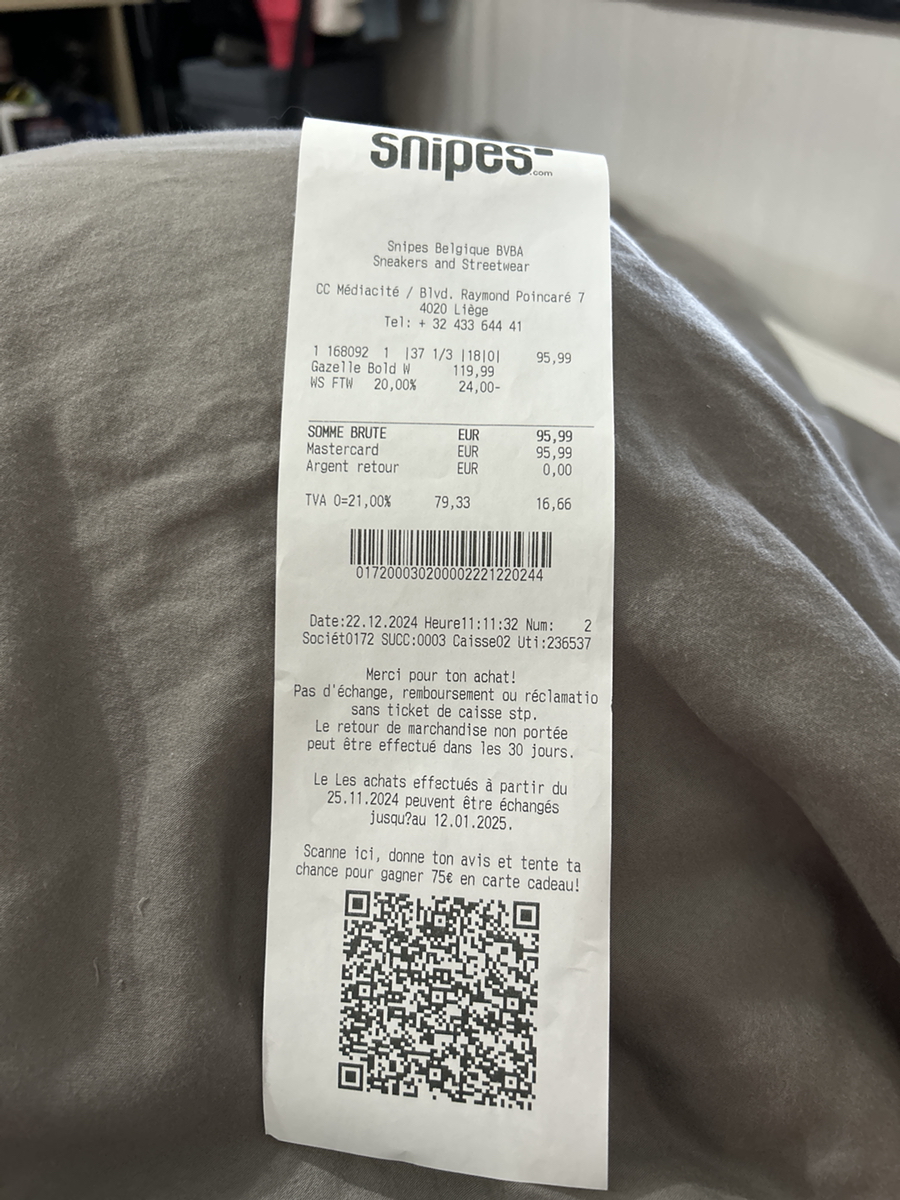 snipes
.com
Snipes Belgique BVBA
Sneakers and Streetwear
CC Médiacité / Blvd. Raymond Poincaré 7
4020 Liège
Tel: + 32 433 644 41
1 168092 1 |37 1/3 |18|0| 95,99
Gazelle Bold W 119,99
WS FTW 20,00% 24,00-
SOMME BRUTE EUR 95,99
Mastercard EUR 95,99
Argent retour EUR 0,00
TVA 0=21,00% 79,33 16,66
017200030200002221220244
Date:22.12.2024 Heure11:11:32 Num: 2
Sociét0172 SUCC:0003 Caisse02 Uti:236537
Merci pour ton achat!
Pas d'échange, remboursement ou réclamatio
sans ticket de caisse stp.
Le retour de marchandise non portée
peut être effectué dans les 30 jours.
Le Les achats effectués à partir du
25.11.2024 peuvent être échangés
jusqu?au 12.01.2025.
Scanne ici, donne ton avis et tente ta
chance pour gagner 75€ en carte cadeau!